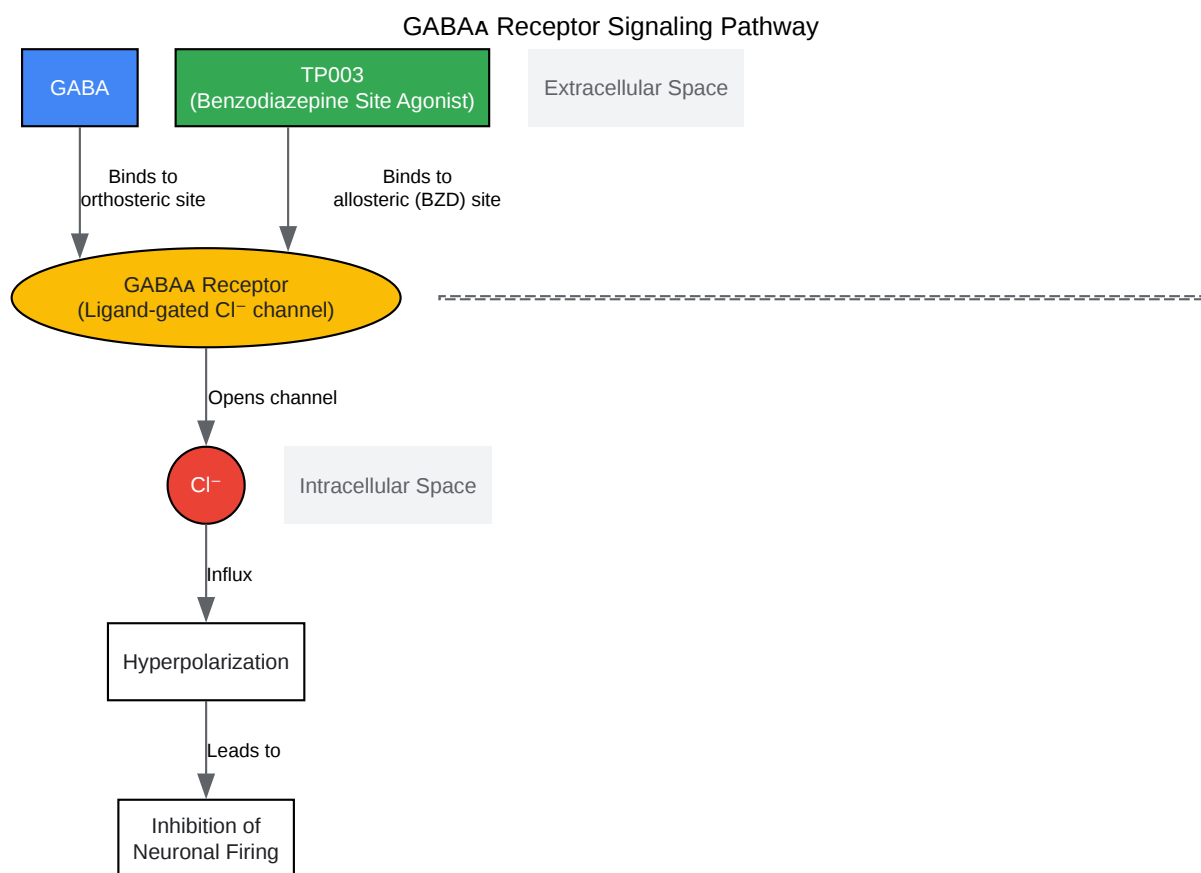 GABAᴀ Receptor Signaling Pathway
GABA
TP003
(Benzodiazepine Site Agonist)
Extracellular Space
Binds to
orthosteric site
Binds to
allosteric (BZD) site
GABAᴀ Receptor
(Ligand-gated Cl⁻ channel)
Opens channel
Cl⁻
Intracellular Space
Influx
Hyperpolarization
Leads to
Inhibition of
Neuronal Firing